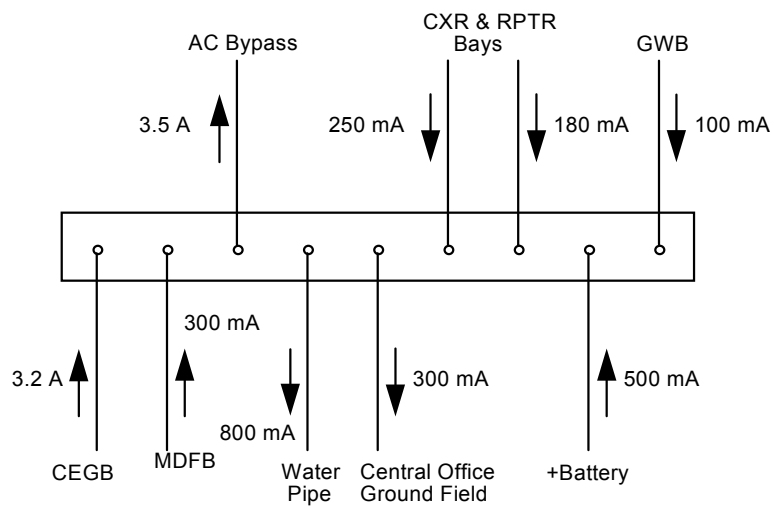 CXR & RPTR
Bays
AC Bypass
GWB
3.5 A
250 mA
180 mA
100 mA
300 mA
3.2 A
300 mA
500 mA
800 mA
CEGB
MDFB
Water
Pipe
Central Office
Ground Field
+Battery